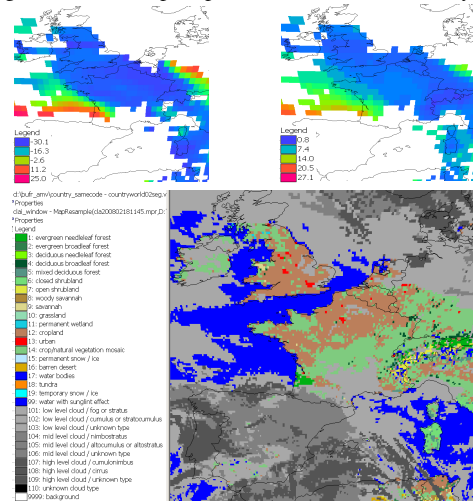 Legend
-30.1
-16.3
-2.6
11.2
25.0
Legend
0.8
7.4
14.0
20.5
27.1
d:\bufr_amv\country_samecode - countryworld02seg.v
Properties
dai_window - MapResample(cla200802181145.mpr,D:
Properties
Legend
1: evergreen needleleaf forest
2: evergreen broadleaf forest
3: deciduous needleleaf forest
4: deciduous broadleaf forest
5: mixed deciduous forest
6: closed shrubland
7: open shrubland
8: woody savannah
9: savannah
10: grassland
11: permanent wetland
12: cropland
13: urban
14: crop/natural vegetation mosaic
15: permanent snow / ice
16: barren desert
17: water bodies
18: tundra
19: temporary snow / ice
99: water with sunglint effect
101: low level cloud / fog or stratus
102: low level cloud / cumulus or stratocumulus
103: low level cloud / unknown type
104: mid level cloud / nimbostratus
105: mid level cloud / altocumulus or altostratus
106: mid level cloud / unknown type
107: high level cloud / cumulonimbus
108: high level cloud / cirrus
109: high level cloud / unknown type
110: unknown cloud type
9999: background